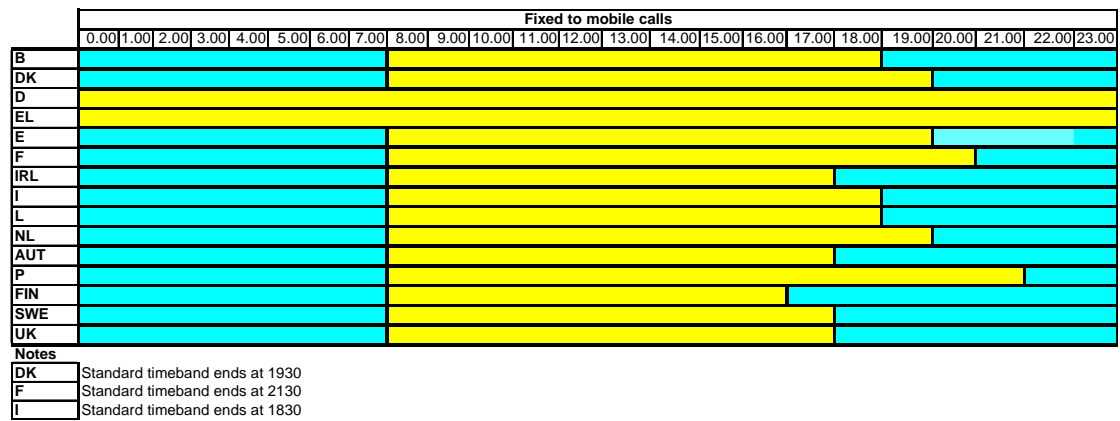 Fixed to mobile calls
0.00 1.00 2.00 3.00 4.00 5.00 6.00 7.00 8.00 9.00 10.00 11.00 12.00 13.00 14.00 15.00 16.00 17.00 18.00 19.00 20.00 21.00 22.00 23.00
B
DK
D
EL
E
F
IRL
I
L
NL
AUT
P
FIN
SWE
UK
Notes
DK Standard timeband ends at 1930
F Standard timeband ends at 2130
I Standard timeband ends at 1830